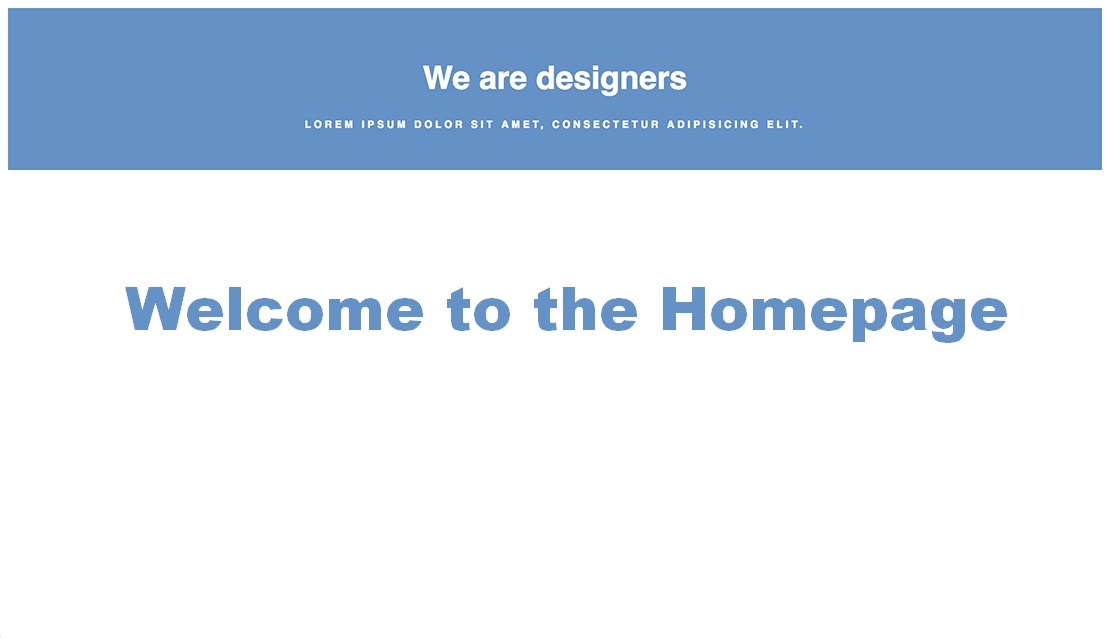 We are designers
LOREM IPSUM DOLOR SIT AMET, CONSECTETUR ADIPISICING ELIT.
Welcome to the Homepage